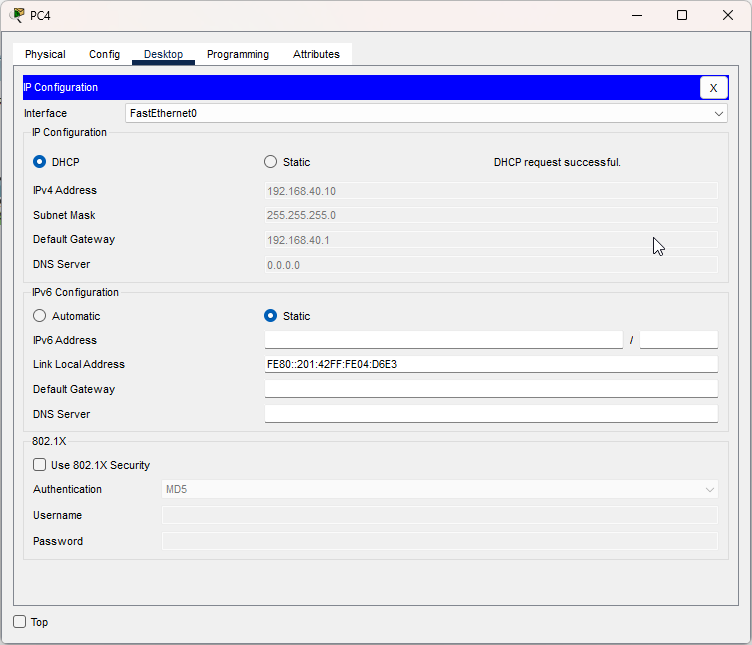 PC4
Physical Config Desktop Programming Attributes
IP Configuration X
Interface FastEthernet0
IP Configuration
DHCP Static DHCP request successful.
IPv4 Address 192.168.40.10
Subnet Mask 255.255.255.0
Default Gateway 192.168.40.1
DNS Server 0.0.0.0
IPv6 Configuration
Automatic Static
IPv6 Address /
Link Local Address FE80::201:42FF:FE04:D6E3
Default Gateway
DNS Server
802.1X
Use 802.1X Security
Authentication MD5
Username
Password
Top